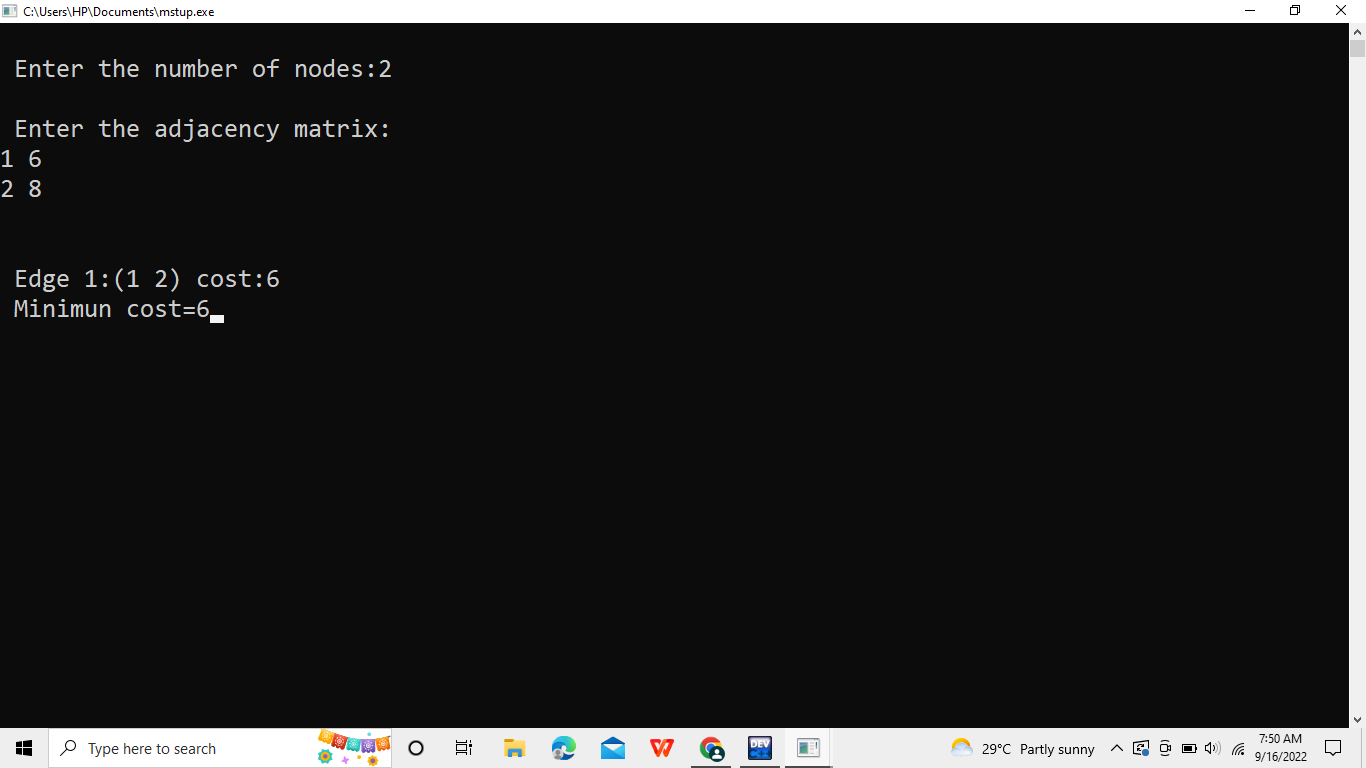 C:\Users\HP\Documents\mstup.exe
Enter the number of nodes:2
Enter the adjacency matrix:
1 6
2 8
Edge 1:(1 2) cost:6
Minimun cost=6
Type here to search
DEV
29°C Partly sunny
7:50 AM
9/16/2022